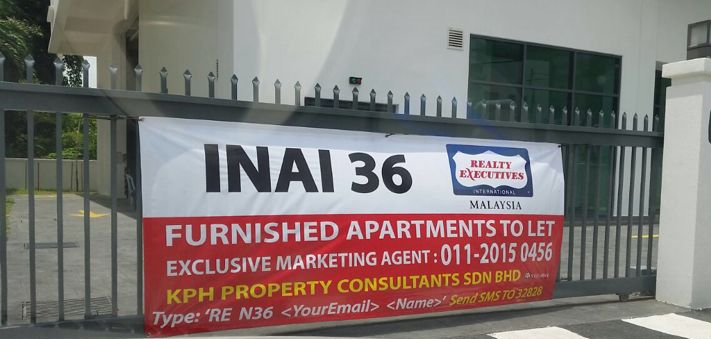 INAI 36
REALTY
EXECUTIVES
INTERNATIONAL
MALAYSIA
FURNISHED APARTMENTS TO LET
EXCLUSIVE MARKETING AGENT : 011-2015 0456
KPH PROPERTY CONSULTANTS SDN BHD
Type: 'RE N36 <YourEmail> <Name>' Send SMS TO 32828